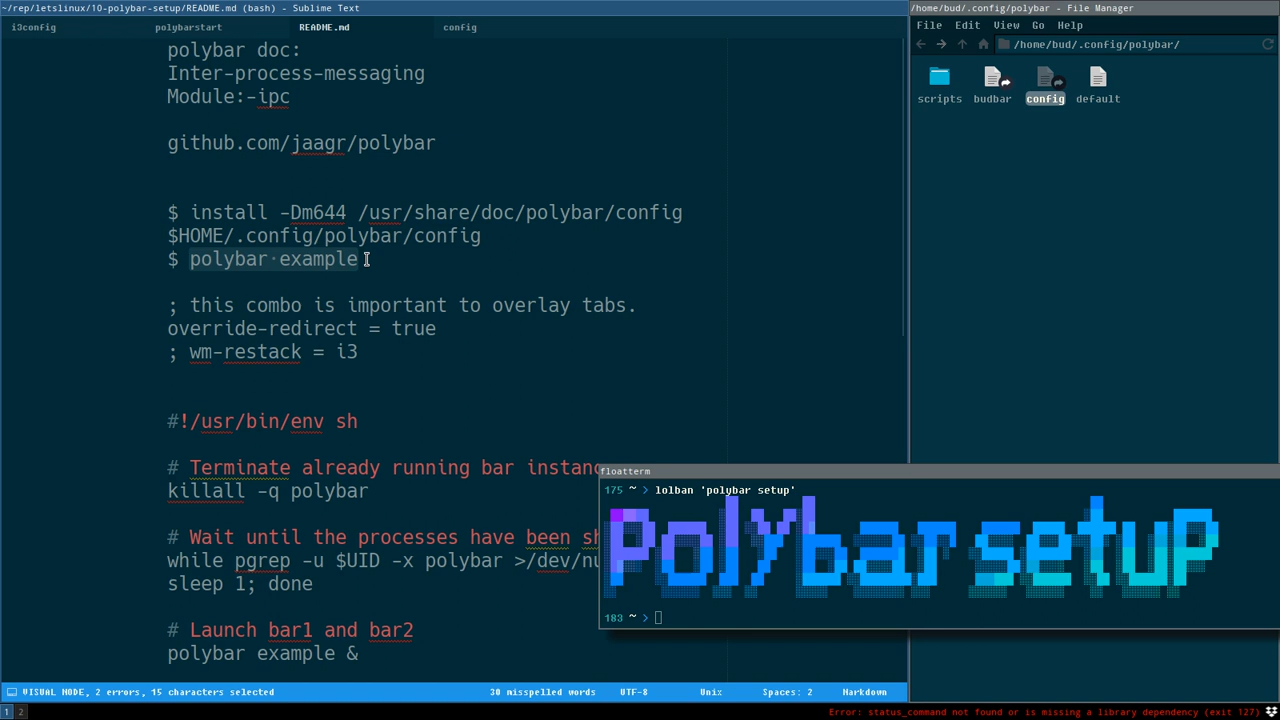 ~/rep/letslinux/10-polybar-setup/README.md (bash) - Sublime Text
i3config
polybarstart
README.md
config
polybar doc:
Inter-process-messaging
Module:-ipc
github.com/jaagr/polybar
$ install -Dm644 /usr/share/doc/polybar/config
$HOME/.config/polybar/config
$ polybar·example
; this combo is important to overlay tabs.
override-redirect = true
; wm-restack = i3
#!/usr/bin/env sh
# Terminate already running bar instanc
killall -q polybar
# Wait until the processes have been sh
while pgrep -u $UID -x polybar >/dev/nu
sleep 1; done
# Launch bar1 and bar2
polybar example &
VISUAL MODE, 2 errors, 15 characters selected
30 misspelled words
UTF-8
Unix
Spaces: 2
Markdown
/home/bud/.config/polybar - File Manager
File Edit View Go Help
/home/bud/.config/polybar/
scripts
budbar
config
default
floatterm
175 ~ > lolban 'polybar setup'
Polybar setup
183 ~ >
1 2
Error: status_command not found or is missing a library dependency (exit 127)